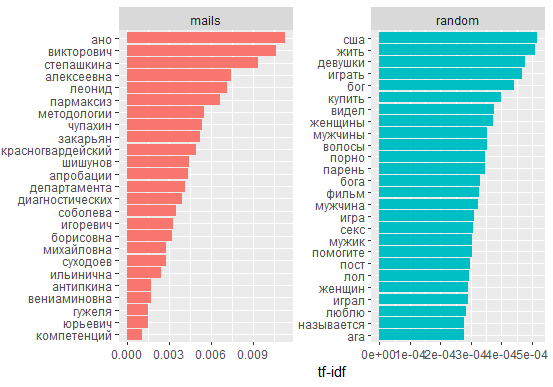 mails
ано
викторович
степашкина
алексеевна
леонид
пармаксиз
методологии
чупахин
закарьян
красногвардейский
шишунов
апробации
департамента
диагностических
соболева
игоревич
борисовна
михайловна
суходоев
ильинична
антипкина
вениаминовна
гужеля
юрьевич
компетенций
0.000 0.003 0.006 0.009
random
сша
жить
девушки
играть
бог
купить
видел
женщины
мужчины
волосы
порно
парень
бога
фильм
мужчина
игра
секс
мужик
помогите
пост
лол
женщин
играл
люблю
называется
ага
0e+00 1e-04 2e-04 3e-04 4e-04 5e-04
tf-idf